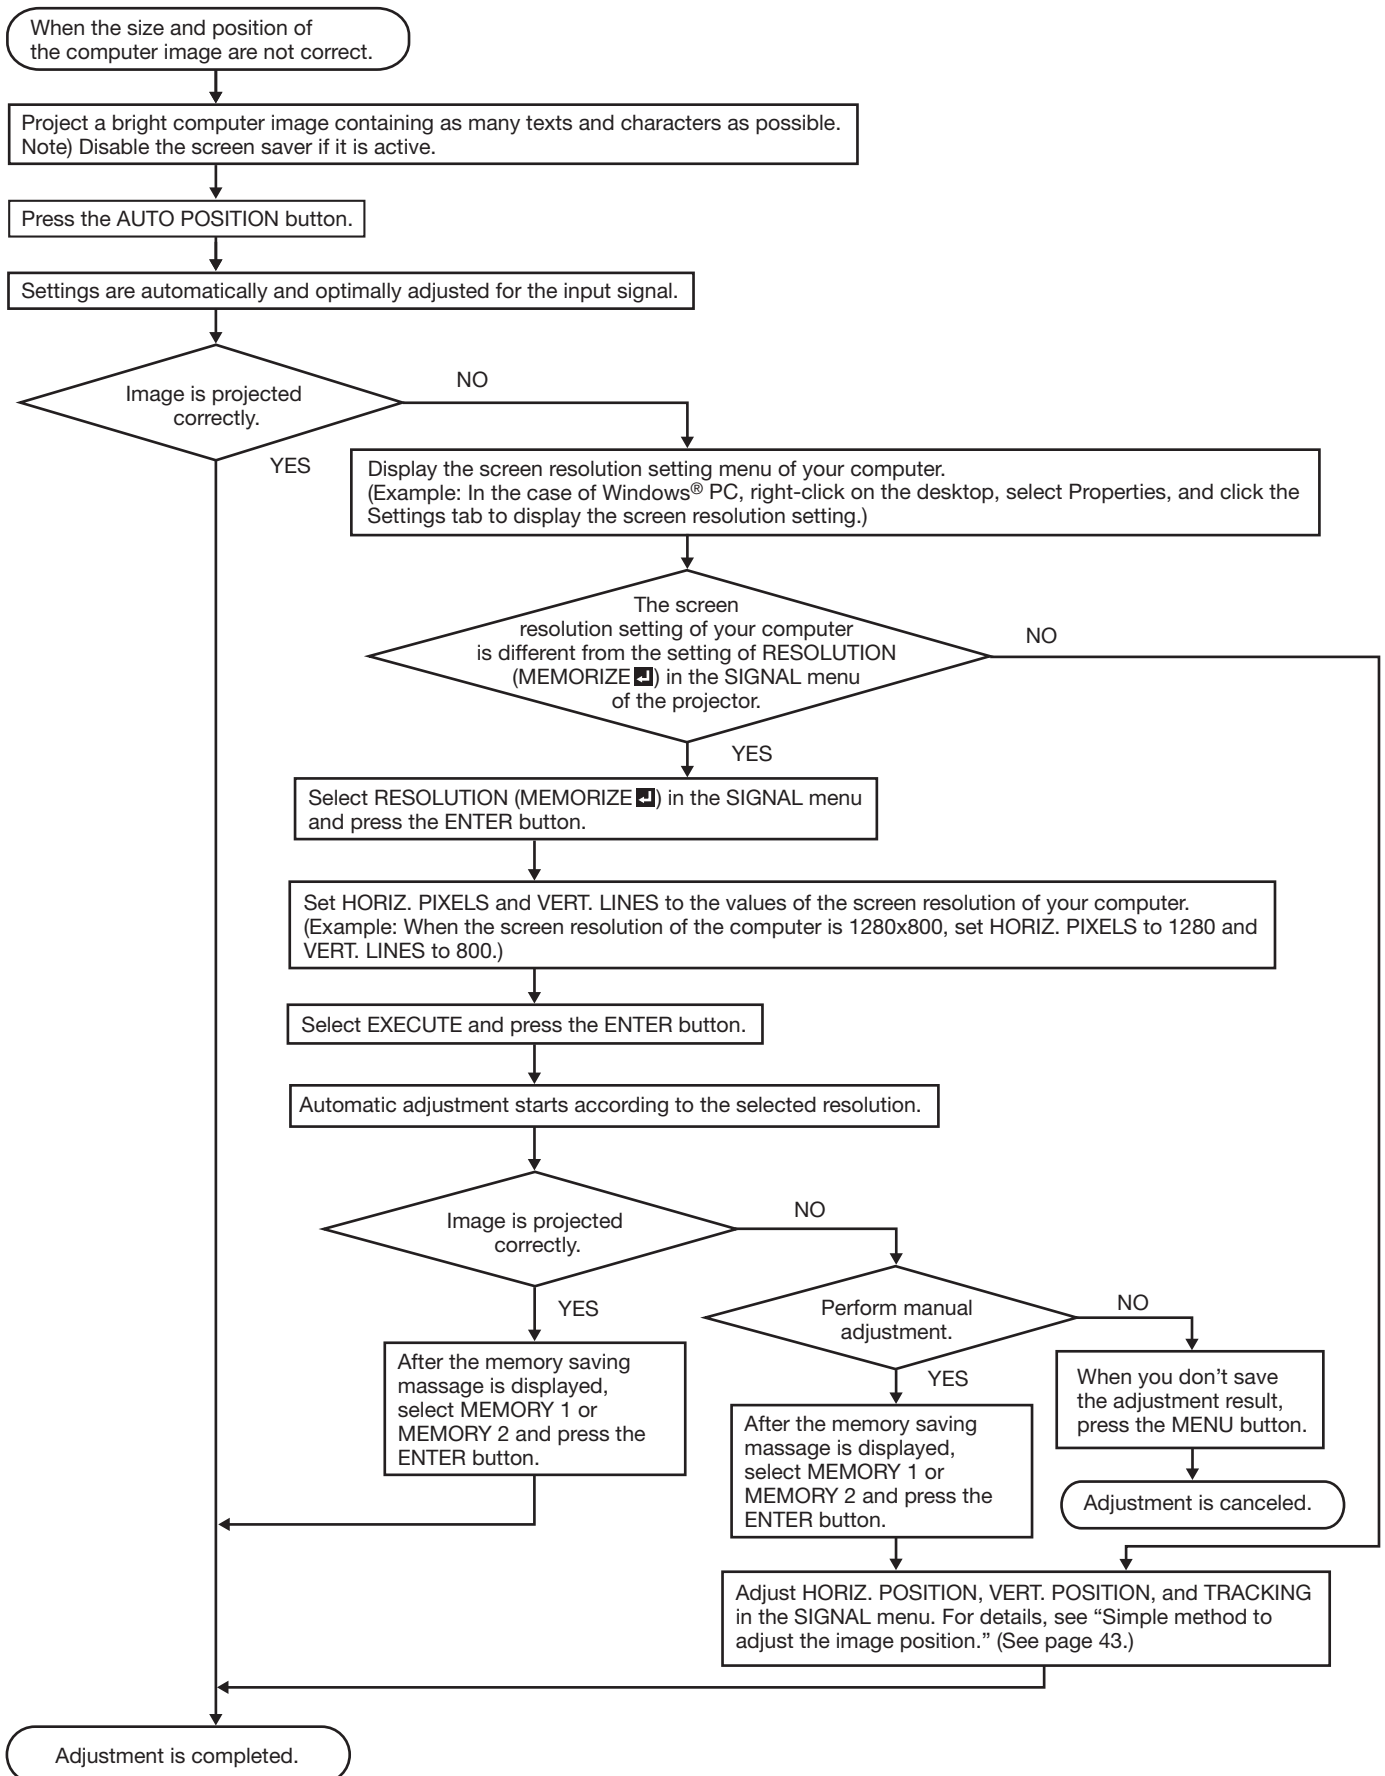 When the size and position of
the computer image are not correct.
Project a bright computer image containing as many texts and characters as possible.
Note) Disable the screen saver if it is active.
Press the AUTO POSITION button.
Settings are automatically and optimally adjusted for the input signal.
Image is projected
correctly.
NO
YES
Display the screen resolution setting menu of your computer.
(Example: In the case of Windows® PC, right-click on the desktop, select Properties, and click the
Settings tab to display the screen resolution setting.)
The screen
resolution setting of your computer
is different from the setting of RESOLUTION
(MEMORIZE↵) in the SIGNAL menu
of the projector.
NO
YES
Select RESOLUTION (MEMORIZE↵) in the SIGNAL menu
and press the ENTER button.
Set HORIZ. PIXELS and VERT. LINES to the values of the screen resolution of your computer.
(Example: When the screen resolution of the computer is 1280x800, set HORIZ. PIXELS to 1280 and
VERT. LINES to 800.)
Select EXECUTE and press the ENTER button.
Automatic adjustment starts according to the selected resolution.
Image is projected
correctly.
NO
YES
Perform manual
adjustment.
NO
YES
After the memory saving
massage is displayed,
select MEMORY 1 or
MEMORY 2 and press the
ENTER button.
After the memory saving
massage is displayed,
select MEMORY 1 or
MEMORY 2 and press the
ENTER button.
When you don't save
the adjustment result,
press the MENU button.
Adjustment is canceled.
Adjust HORIZ. POSITION, VERT. POSITION, and TRACKING
in the SIGNAL menu. For details, see “Simple method to
adjust the image position.” (See page 43.)
Adjustment is completed.